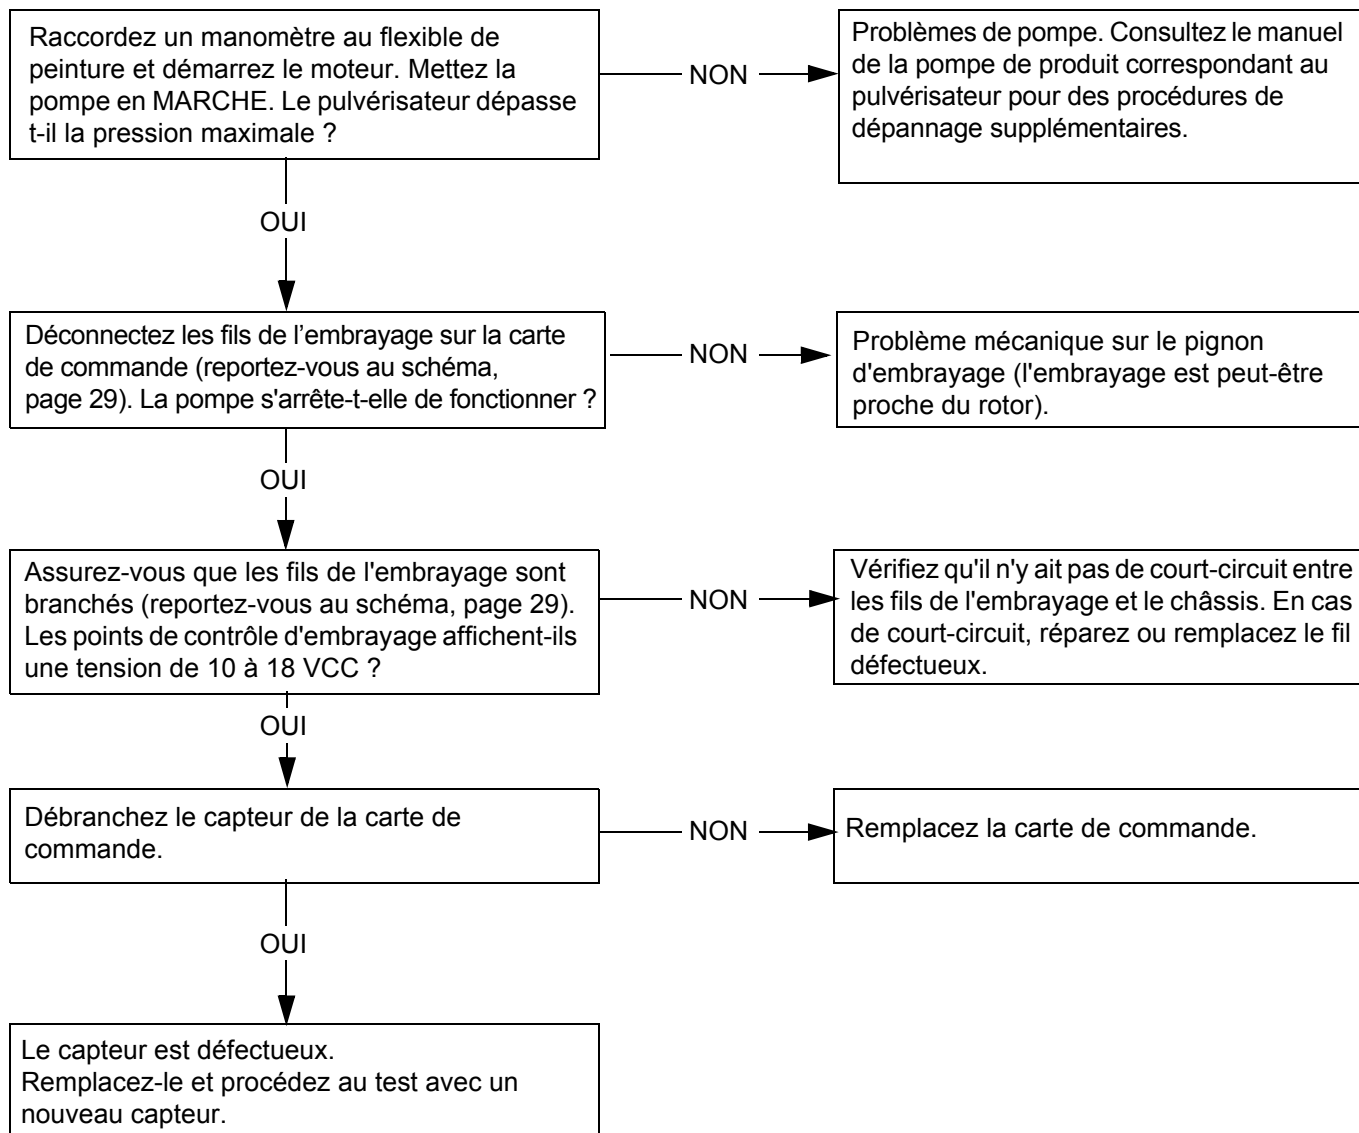 Raccordez un manomètre au flexible de
peinture et démarrez le moteur. Mettez la
pompe en MARCHE. Le pulvérisateur dépasse
t-il la pression maximale ?
NON
Problèmes de pompe. Consultez le manuel
de la pompe de produit correspondant au
pulvérisateur pour des procédures de
dépannage supplémentaires.
OUI
Déconnectez les fils de l’embrayage sur la carte
de commande (reportez-vous au schéma,
page 29). La pompe s'arrête-t-elle de fonctionner ?
NON
Problème mécanique sur le pignon
d'embrayage (l'embrayage est peut-être
proche du rotor).
OUI
Assurez-vous que les fils de l'embrayage sont
branchés (reportez-vous au schéma, page 29).
Les points de contrôle d'embrayage affichent-ils
une tension de 10 à 18 VCC ?
NON
Vérifiez qu'il n'y ait pas de court-circuit entre
les fils de l'embrayage et le châssis. En cas
de court-circuit, réparez ou remplacez le fil
défectueux.
OUI
Débranchez le capteur de la carte de
commande.
NON
Remplacez la carte de commande.
OUI
Le capteur est défectueux.
Remplacez-le et procédez au test avec un
nouveau capteur.